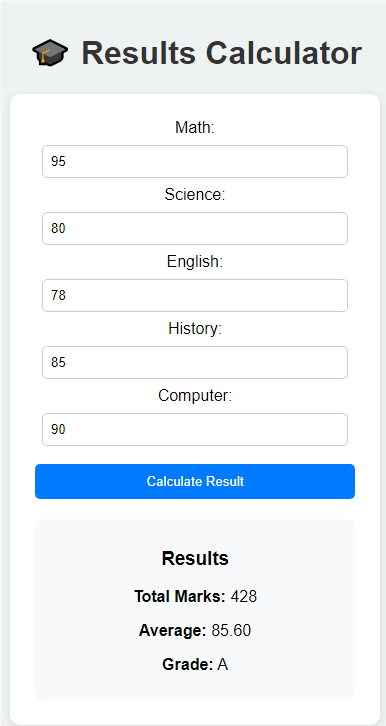 🎓 Results Calculator
Math:
95
Science:
80
English:
78
History:
85
Computer:
90
Calculate Result
Results
Total Marks: 428
Average: 85.60
Grade: A